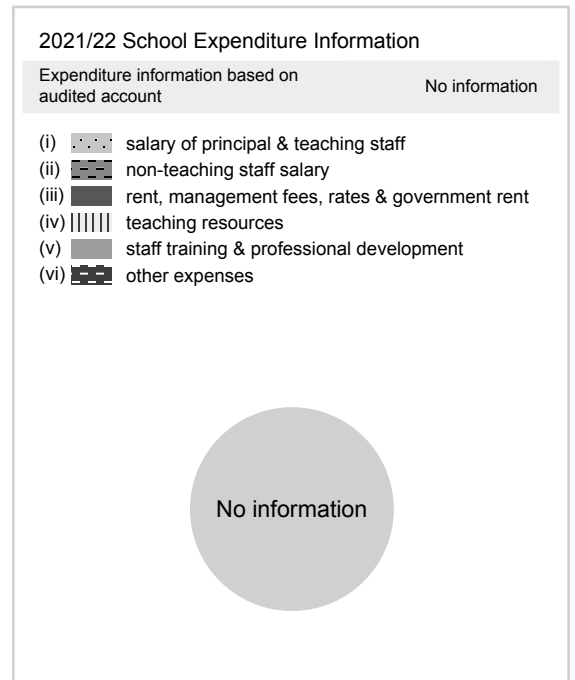 2021/22 School Expenditure Information
Expenditure information based on
audited account
No information
(i) salary of principal & teaching staff
(ii) non-teaching staff salary
(iii) rent, management fees, rates & government rent
(iv) teaching resources
(v) staff training & professional development
(vi) other expenses
No information